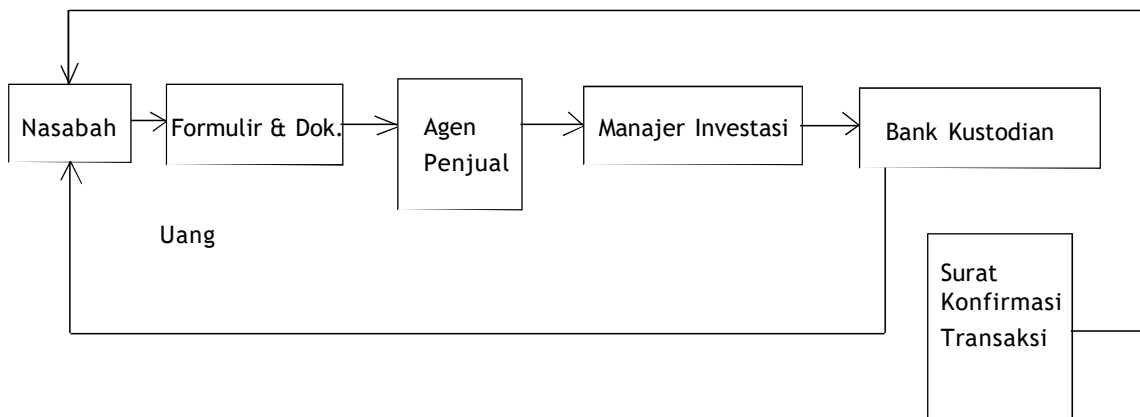 Nasabah
Formulir & Dok.
Agen
Penjual
Manajer Investasi
Bank Kustodian
Uang
Surat
Konfirmasi
Transaksi